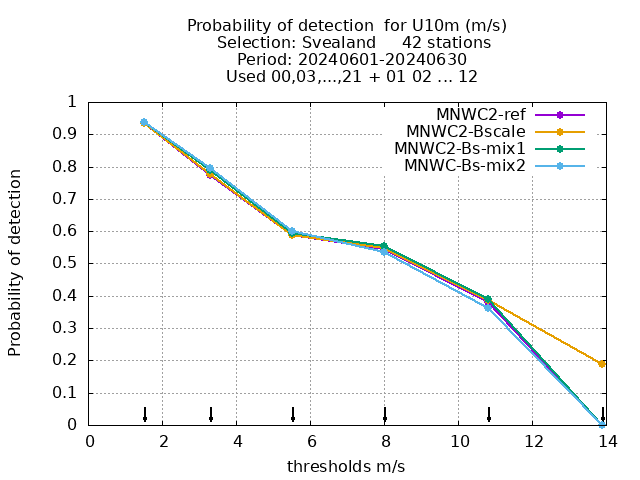 Probability of detection  for U10m (m/s)
Selection: Svealand     42 stations
Period: 20240601-20240630
Used 00,03,...,21 + 01 02 ... 12
MNWC2-ref
MNWC2-Bscale
MNWC2-Bs-mix1
MNWC-Bs-mix2
Probability of detection
1
0.9
0.8
0.7
0.6
0.5
0.4
0.3
0.2
0.1
0
0 2 4 6 8 10 12 14
thresholds m/s